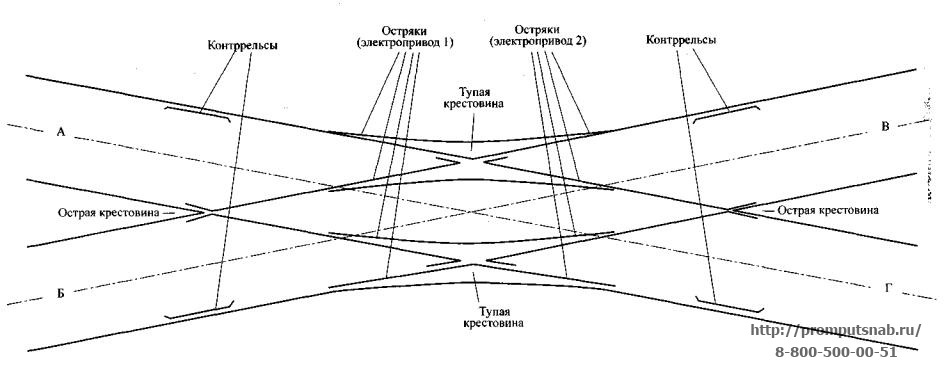 Контррельсы
Остряки
(электропривод 1)
Остряки
(электропривод 2)
Контррельсы
Тупая
крестовина
А
В
Острая крестовина
Острая крестовина
Б
Г
Тупая
крестовина
http://promputsnab.ru/
8-800-500-00-51